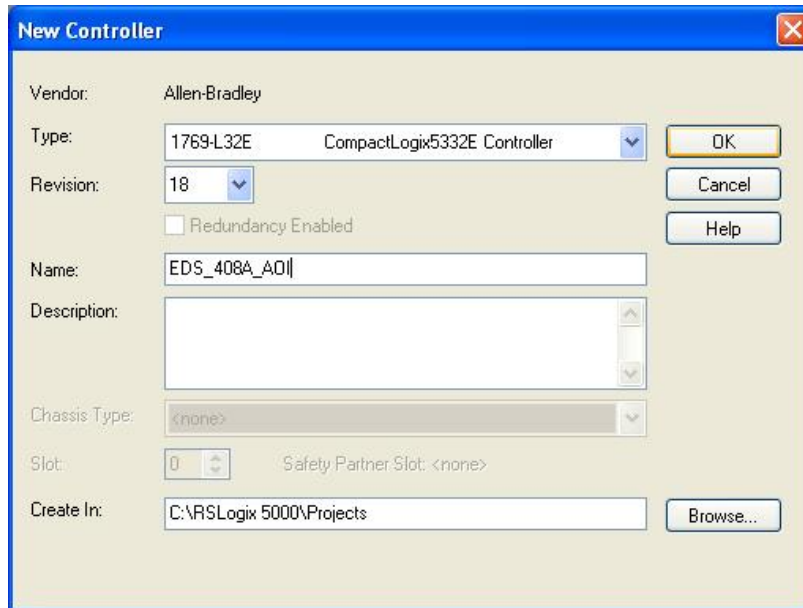 New Controller
Vendor: Allen-Bradley
Type: 1769-L32E CompactLogix5332E Controller OK
Revision: 18 Cancel
Redundancy Enabled Help
Name: EDS_408A_AOI
Description:
Chassis Type: <none>
Slot: 0 Safety Partner Slot: <none>
Create In: C:\RSLogix 5000\Projects Browse...